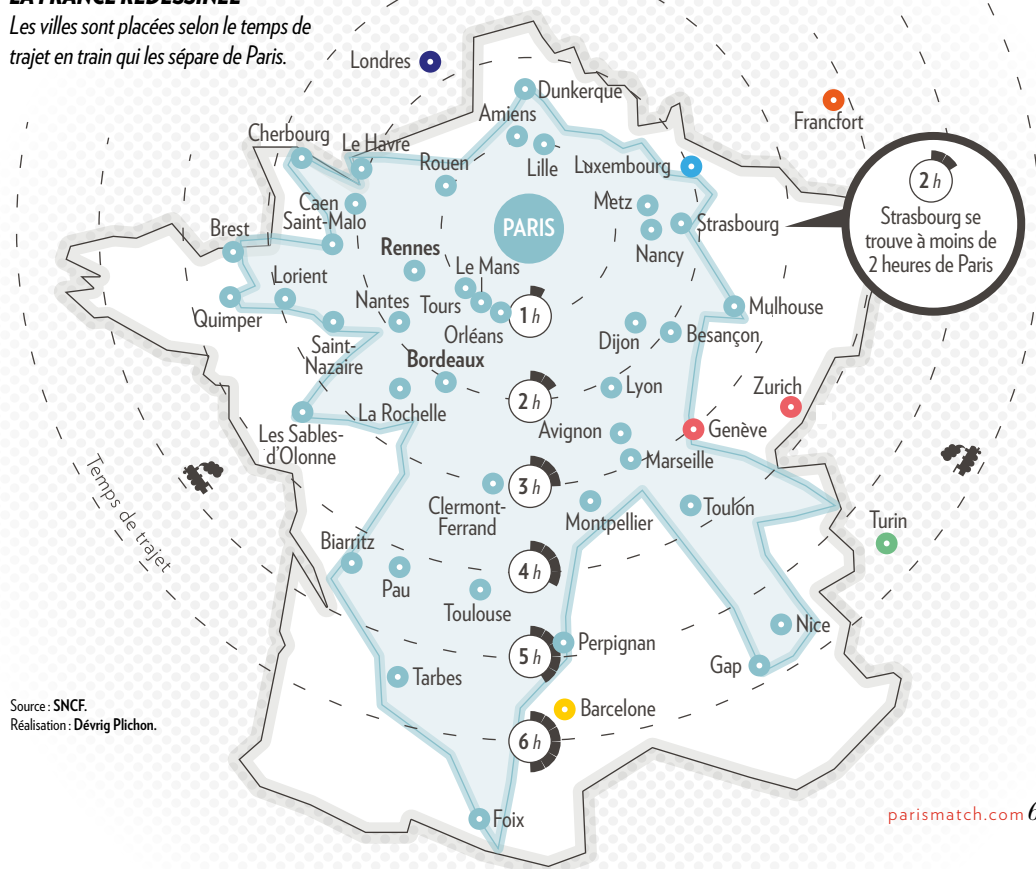 LA FRANCE REDESSINÉE
Les villes sont placées selon le temps de
trajet en train qui les sépare de Paris.
Londres
Dunkerque
Francfort
Amiens
Cherbourg
Le Havre
Rouen
Lille
Luxembourg
2 h
Strasbourg se
trouve à moins de
2 heures de Paris
Caen
Saint-Malo
Metz
PARIS
Strasbourg
Brest
Rennes
Nancy
Lorient
Le Mans
Nantes
Tours
Quimper
Orléans
1 h
Mulhouse
Saint-
Nazaire
Dijon
Besançon
Bordeaux
La Rochelle
2 h
Lyon
Zurich
Les Sables-
d'Olonne
Avignon
Genève
Marseille
Temps de trajet
3 h
Clermont-
Ferrand
Montpellier
Toulon
Turin
Biarritz
Pau
4 h
Toulouse
Nice
Perpignan
5 h
Gap
Tarbes
Barcelone
6 h
Source : SNCF.
Réalisation : Dévrig Plichon.
Foix
parismatch.com